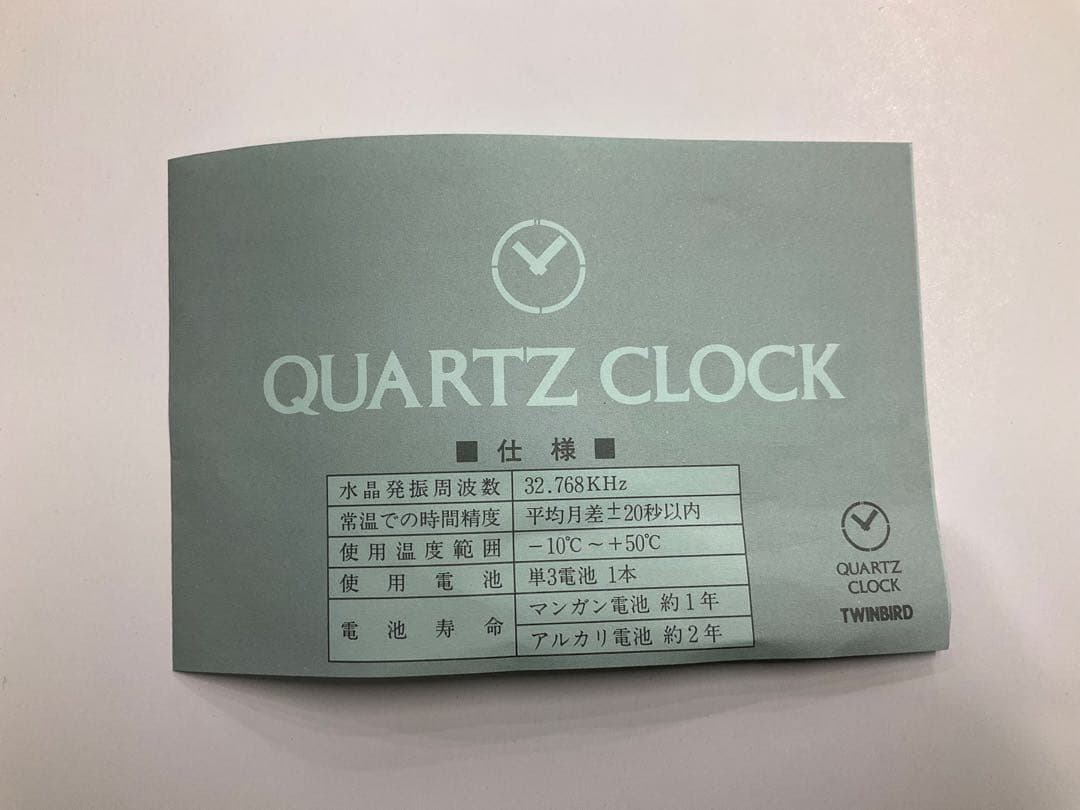 QUARTZ CLOCK
■ 仕様 ■
水晶発振周波数 32.768KHz
常温での時間精度 平均月差±20秒以内
使用温度範囲 −10℃～+50℃
使用電池 単3電池 1本
電池寿命 マンガン電池 約1年
アルカリ電池 約2年
QUARTZ
CLOCK
TWINBIRD